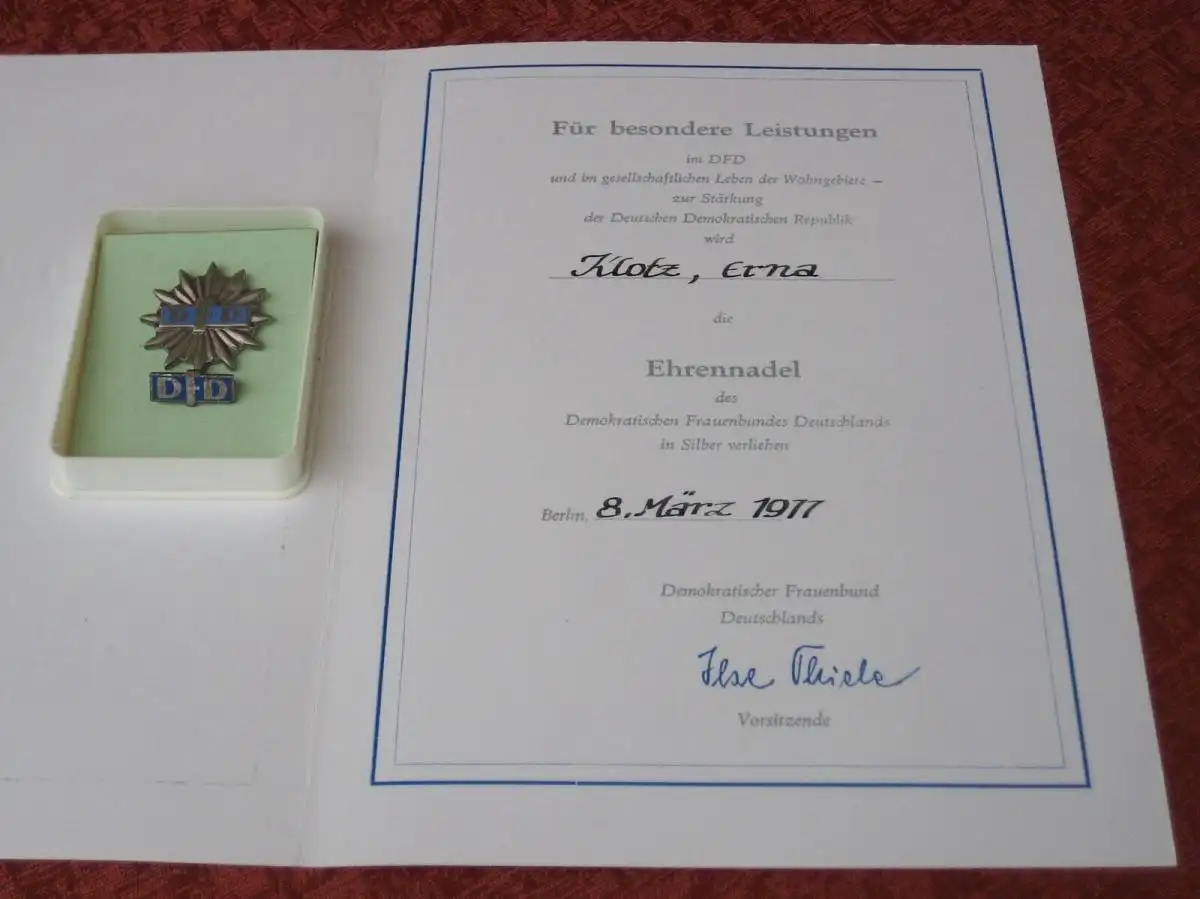 DFD
DFD
Für besondere Leistungen
im DFD
und im gesellschaftlichen Leben der Wohngebiete –
zur Stärkung
der Deutschen Demokratischen Republik
wird
Klotz, Erna
die
Ehrennadel
des
Demokratischen Frauenbundes Deutschlands
in Silber verliehen
Berlin, 8. März 1977
Demokratischer Frauenbund
Deutschlands
Ilse Thiele
Vorsitzende